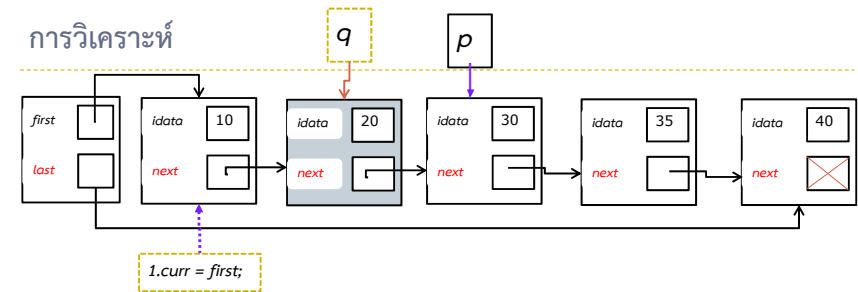 การวิเคราะห์
q
p
first
last
idata 10
next
idata 20
next
idata 30
next
idata 35
next
idata 40
next
1.curr = first;